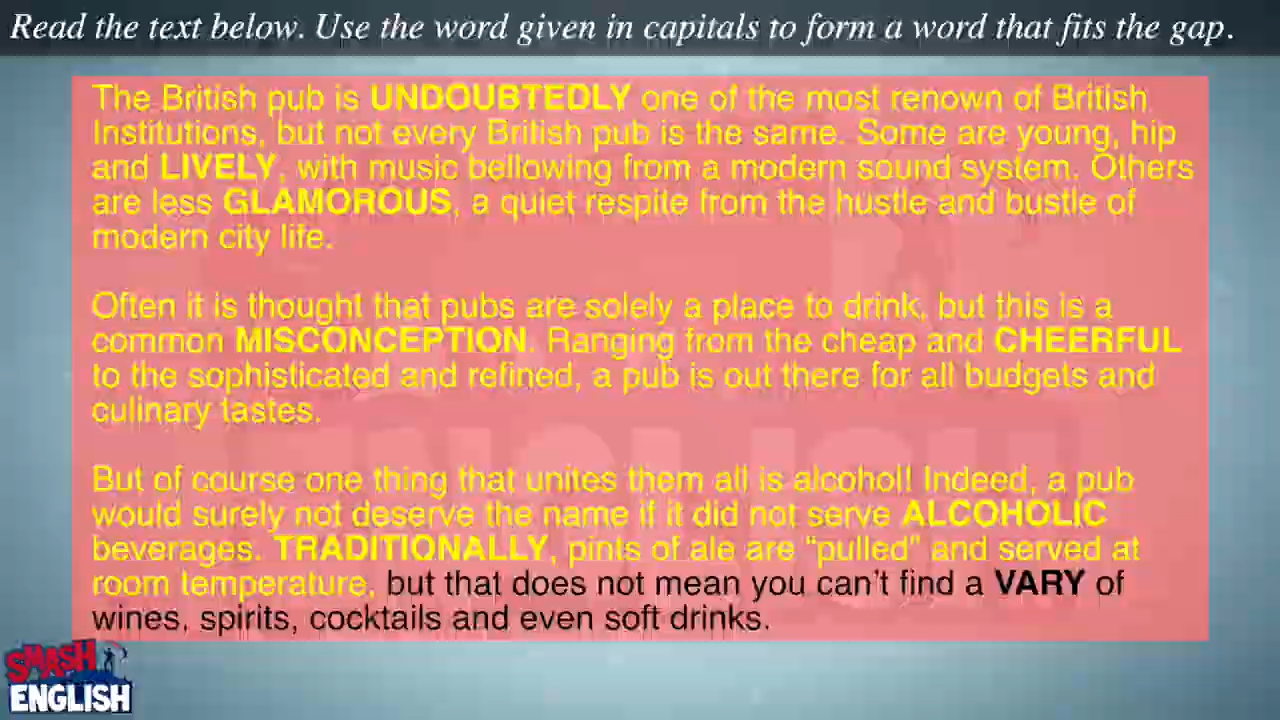 Read the text below. Use the word given in capitals to form a word that fits the gap.
The British pub is UNDOUBTEDLY one of the most renown of British
Institutions, but not every British pub is the same. Some are young, hip
and LIVELY, with music bellowing from a modern sound system. Others
are less GLAMOROUS, a quiet respite from the hustle and bustle of
modern city life.
Often it is thought that pubs are solely a place to drink, but this is a
common MISCONCEPTION. Ranging from the cheap and CHEERFUL
to the sophisticated and refined, a pub is out there for all budgets and
culinary tastes.
But of course one thing that unites them all is alcohol! Indeed, a pub
would surely not deserve the name if it did not serve ALCOHOLIC
beverages. TRADITIONALLY, pints of ale are “pulled” and served at
room temperature, but that does not mean you can’t find a VARY of
wines, spirits, cocktails and even soft drinks.
SMASH
ENGLISH